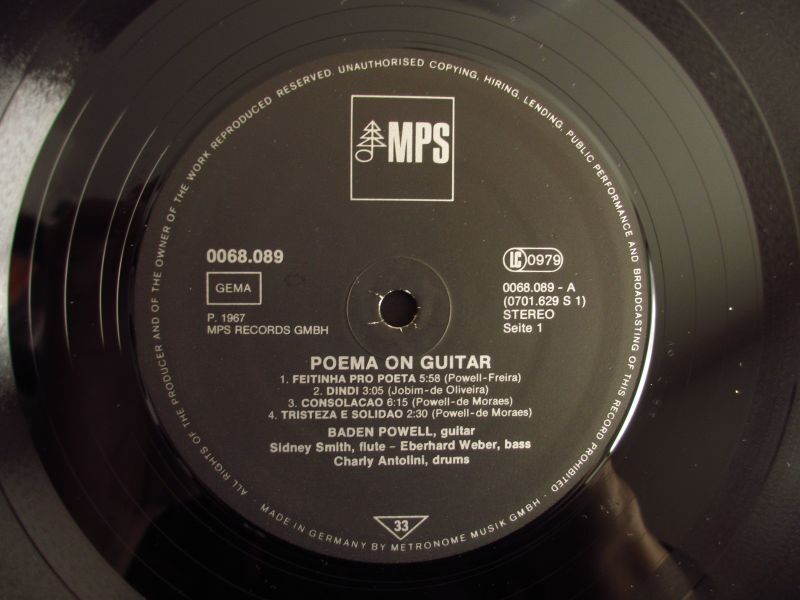 ALL RIGHTS OF THE PRODUCER AND OF THE OWNER OF THE WORK REPRODUCED RESERVED. UNAUTHORISED COPYING, HIRING, LENDING, PUBLIC PERFORMANCE AND BROADCASTING OF THIS RECORD PROHIBITED
MPS
0068.089
LC 0979
GEMA
0068.089 - A
(0701.629 S 1)
P. 1967
STEREO
MPS RECORDS GMBH
Seite 1
POEMA ON GUITAR
1. FEITINHA PRO POETA 5:58 (Powell-Freira)
2. DINDI 3:05 (Jobim-de Oliveira)
3. CONSOLACAO 6:15 (Powell-de Moraes)
4. TRISTEZA E SOLIDAO 2:30 (Powell-de Moraes)
BADEN POWELL, guitar
Sidney Smith, flute - Eberhard Weber, bass
Charly Antolini, drums
33
· MADE IN GERMANY BY METRONOME MUSIK GMBH ·